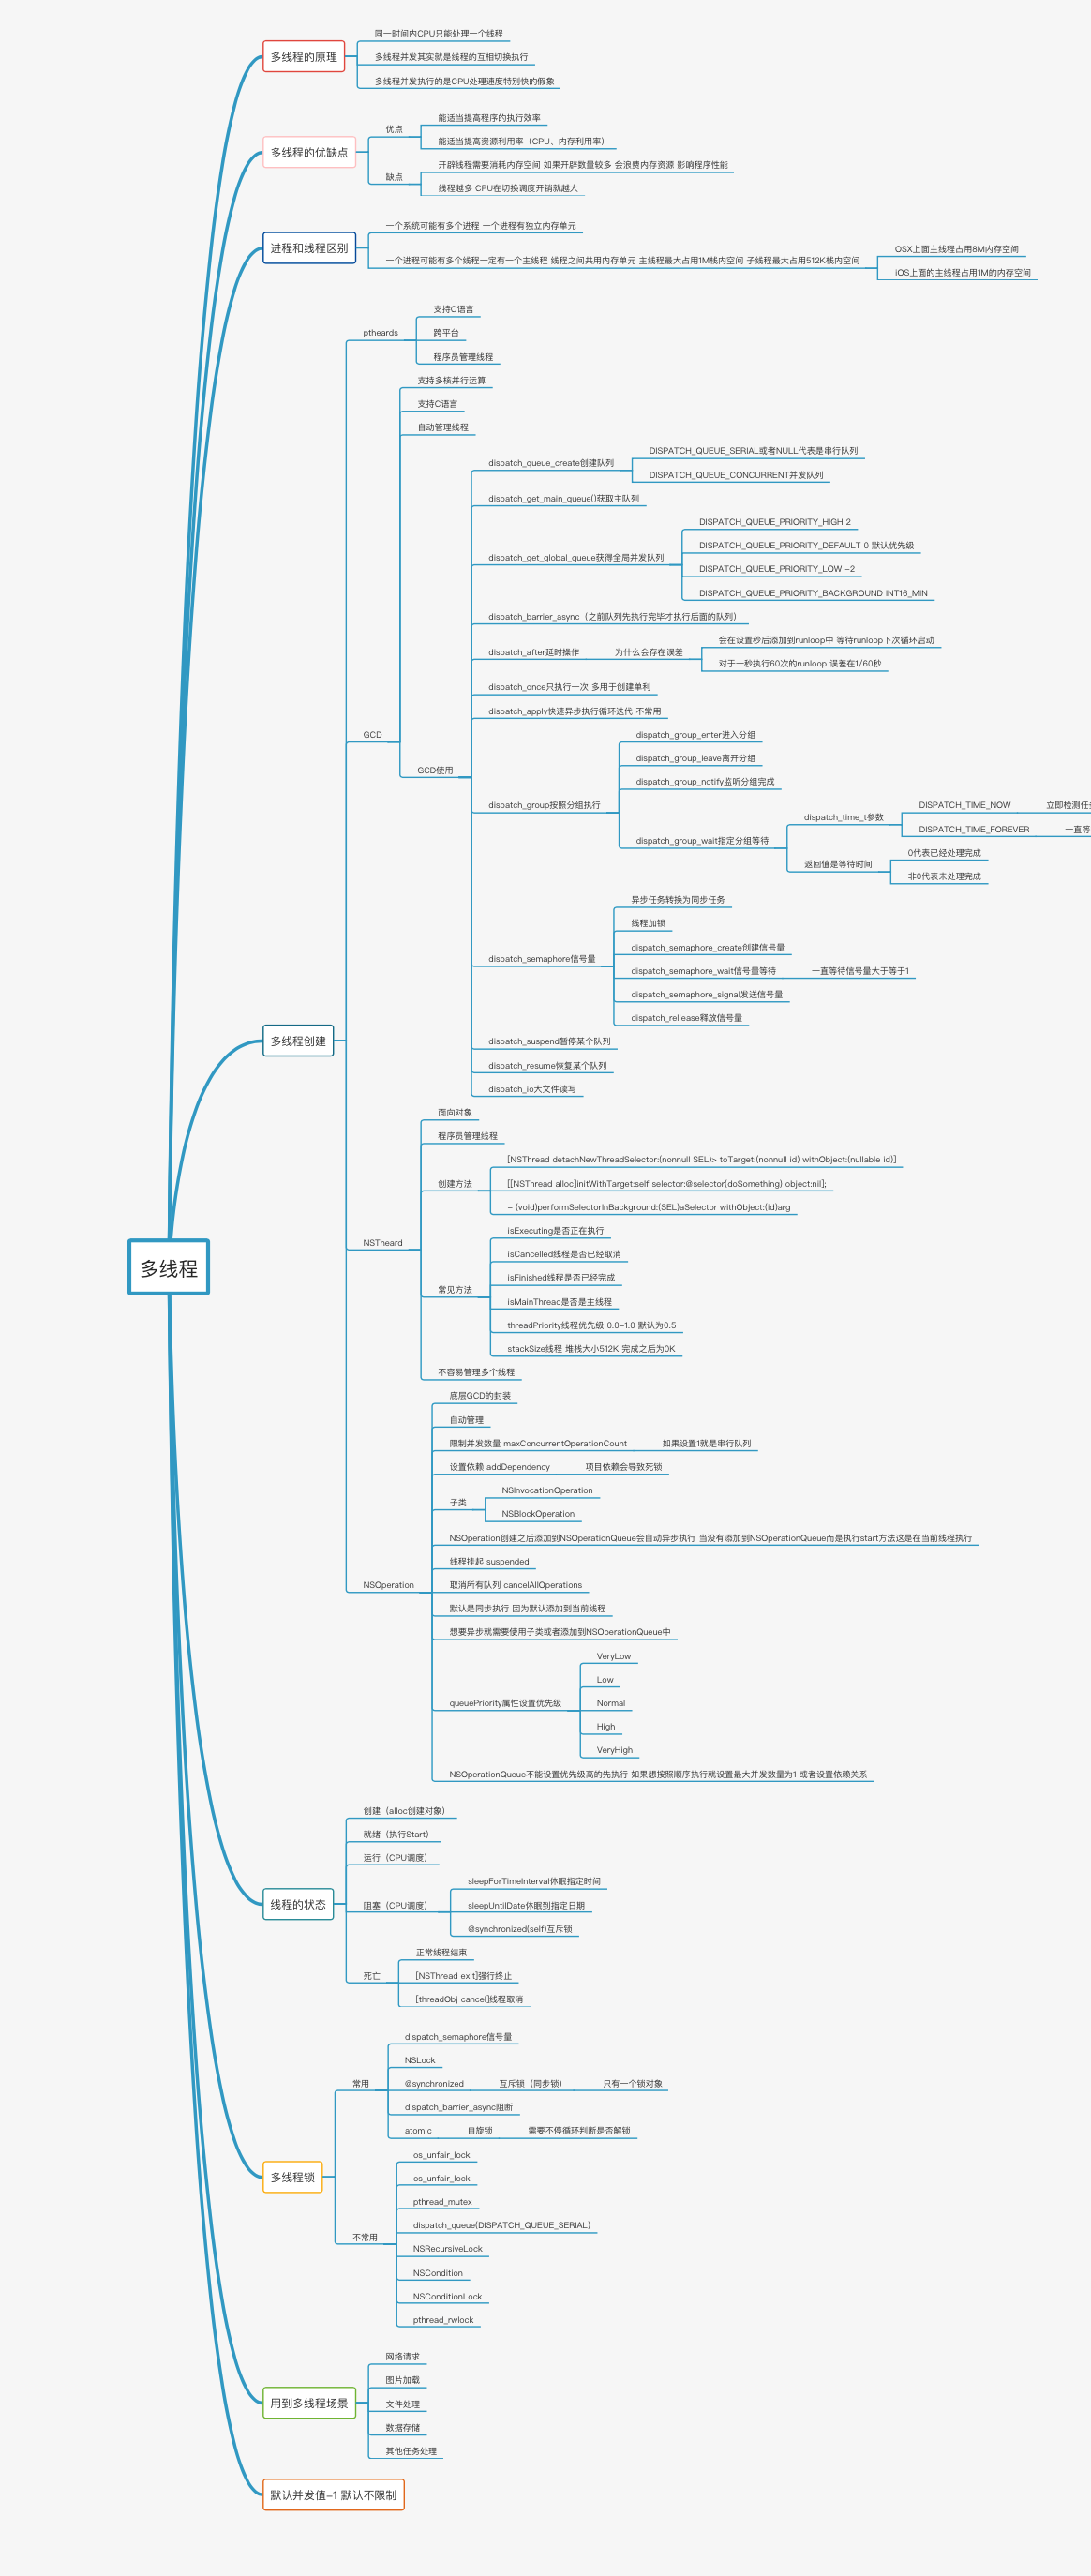 多线程
多线程的原理
同一时间内CPU只能处理一个线程
多线程并发其实就是线程的互相切换执行
多线程并发执行的是CPU处理速度特别快的假象
多线程的优缺点
优点
能适当提高程序的执行效率
能适当提高资源利用率（CPU、内存利用率）
缺点
开辟线程需要消耗内存空间 如果开辟数量较多 会浪费内存资源 影响程序性能
线程越多 CPU在切换调度开销就越大
进程和线程区别
一个系统可能有多个进程 一个进程有独立内存单元
一个进程可能有多个线程一定有一个主线程 线程之间共用内存单元 主线程最大占用1M栈内空间 子线程最大占用512K栈内空间
OSX上面主线程占用8M内存空间
iOS上面的主线程占用1M的内存空间
多线程创建
ptheards
支持C语言
跨平台
程序员管理线程
GCD
支持多核并行运算
支持C语言
自动管理线程
GCD使用
dispatch_queue_create创建队列
DISPATCH_QUEUE_SERIAL或者NULL代表是串行队列
DISPATCH_QUEUE_CONCURRENT并发队列
dispatch_get_main_queue()获取主队列
dispatch_get_global_queue获得全局并发队列
DISPATCH_QUEUE_PRIORITY_HIGH 2
DISPATCH_QUEUE_PRIORITY_DEFAULT 0 默认优先级
DISPATCH_QUEUE_PRIORITY_LOW -2
DISPATCH_QUEUE_PRIORITY_BACKGROUND INT16_MIN
dispatch_barrier_async（之前队列先执行完毕才执行后面的队列）
dispatch_after延时操作
为什么会存在误差
会在设置秒后添加到runloop中 等待runloop下次循环启动
对于一秒执行60次的runloop 误差在1/60秒
dispatch_once只执行一次 多用于创建单利
dispatch_apply快速异步执行循环迭代 不常用
dispatch_group按照分组执行
dispatch_group_enter进入分组
dispatch_group_leave离开分组
dispatch_group_notify监听分组完成
dispatch_group_wait指定分组等待
dispatch_time_t参数
DISPATCH_TIME_NOW
立即检测任
DISPATCH_TIME_FOREVER
一直等
返回值是等待时间
0代表已经处理完成
非0代表未处理完成
dispatch_semaphore信号量
异步任务转换为同步任务
线程加锁
dispatch_semaphore_create创建信号量
dispatch_semaphore_wait信号量等待
一直等待信号量大于等于1
dispatch_semaphore_signal发送信号量
dispatch_reliease释放信号量
dispatch_suspend暂停某个队列
dispatch_resume恢复某个队列
dispatch_io大文件读写
NSTheard
面向对象
程序员管理线程
创建方法
[NSThread detachNewThreadSelector:(nonnull SEL)> toTarget:(nonnull id) withObject:(nullable id)]
[[NSThread alloc]initWithTarget:self selector:@selector(doSomething) object:nil];
- (void)performSelectorInBackground:(SEL)aSelector withObject:(id)arg
常见方法
isExecuting是否正在执行
isCancelled线程是否已经取消
isFinished线程是否已经完成
isMainThread是否是主线程
threadPriority线程优先级 0.0-1.0 默认为0.5
stackSize线程 堆栈大小512K 完成之后为0K
不容易管理多个线程
NSOperation
底层GCD的封装
自动管理
限制并发数量 maxConcurrentOperationCount
如果设置1就是串行队列
设置依赖 addDependency
项目依赖会导致死锁
子类
NSInvocationOperation
NSBlockOperation
NSOperation创建之后添加到NSOperationQueue会自动异步执行 当没有添加到NSOperationQueue而是执行start方法这是在当前线程执行
线程挂起 suspended
取消所有队列 cancelAllOperations
默认是同步执行 因为默认添加到当前线程
想要异步就需要使用子类或者添加到NSOperationQueue中
queuePriority属性设置优先级
VeryLow
Low
Normal
High
VeryHigh
NSOperationQueue不能设置优先级高的先执行 如果想按照顺序执行就设置最大并发数量为1 或者设置依赖关系
线程的状态
创建（alloc创建对象）
就绪（执行Start）
运行（CPU调度）
阻塞（CPU调度）
sleepForTimeInterval休眠指定时间
sleepUntilDate休眠到指定日期
@synchronized(self)互斥锁
死亡
正常线程结束
[NSThread exit]强行终止
[threadObj cancel]线程取消
多线程锁
常用
dispatch_semaphore信号量
NSLock
@synchronized
互斥锁（同步锁）
只有一个锁对象
dispatch_barrier_async阻断
atomic
自旋锁
需要不停循环判断是否解锁
不常用
os_unfair_lock
os_unfair_lock
pthread_mutex
dispatch_queue(DISPATCH_QUEUE_SERIAL)
NSRecursiveLock
NSCondition
NSConditionLock
pthread_rwlock
用到多线程场景
网络请求
图片加载
文件处理
数据存储
其他任务处理
默认并发值-1 默认不限制